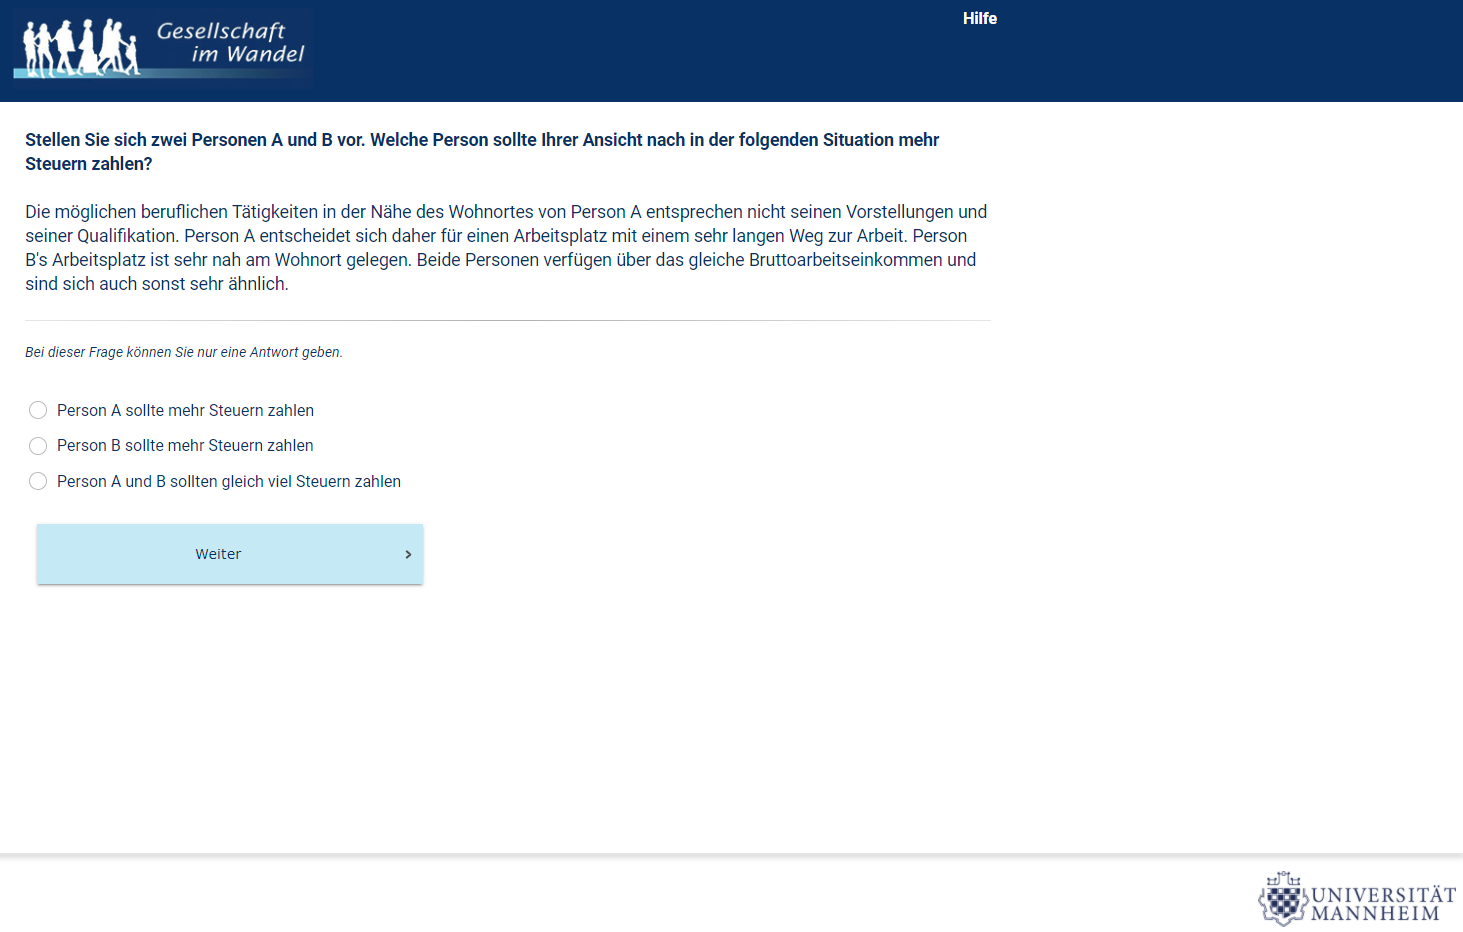 Gesellschaft
im Wandel
Hilfe
Stellen Sie sich zwei Personen A und B vor. Welche Person sollte Ihrer Ansicht nach in der folgenden Situation mehr
Steuern zahlen?
Die möglichen beruflichen Tätigkeiten in der Nähe des Wohnortes von Person A entsprechen nicht seinen Vorstellungen und
seiner Qualifikation. Person A entscheidet sich daher für einen Arbeitsplatz mit einem sehr langen Weg zur Arbeit. Person
B's Arbeitsplatz ist sehr nah am Wohnort gelegen. Beide Personen verfügen über das gleiche Bruttoarbeitseinkommen und
sind sich auch sonst sehr ähnlich.
Bei dieser Frage können Sie nur eine Antwort geben.
Person A sollte mehr Steuern zahlen
Person B sollte mehr Steuern zahlen
Person A und B sollten gleich viel Steuern zahlen
Weiter
UNIVERSITÄT
MANNHEIM